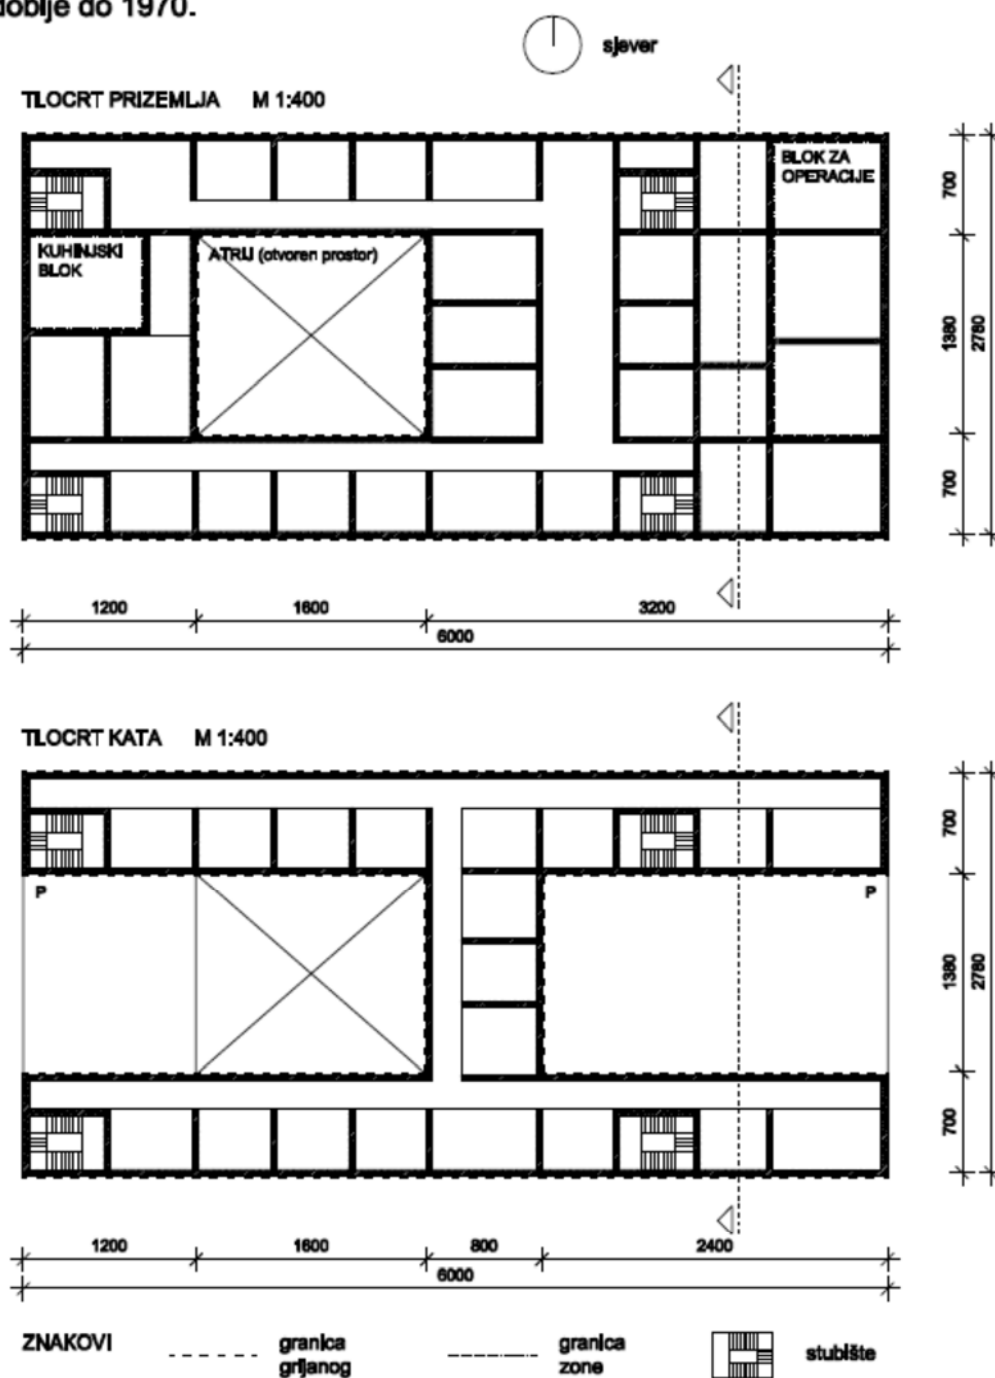 doblje do 1970.
sjever
TLOCRT PRIZEMLJA M 1:400
BLOK ZA
OPERACIJE
KUHINJSKI
BLOK
ATRIJ (otvoren prostor)
700
1380
2780
700
1200 1600 3200
6000
TLOCRT KATA M 1:400
P P
700
1380
2780
700
1200 1600 800 2400
6000
ZNAKOVI
granica
grijanog
granica
zone
stubište